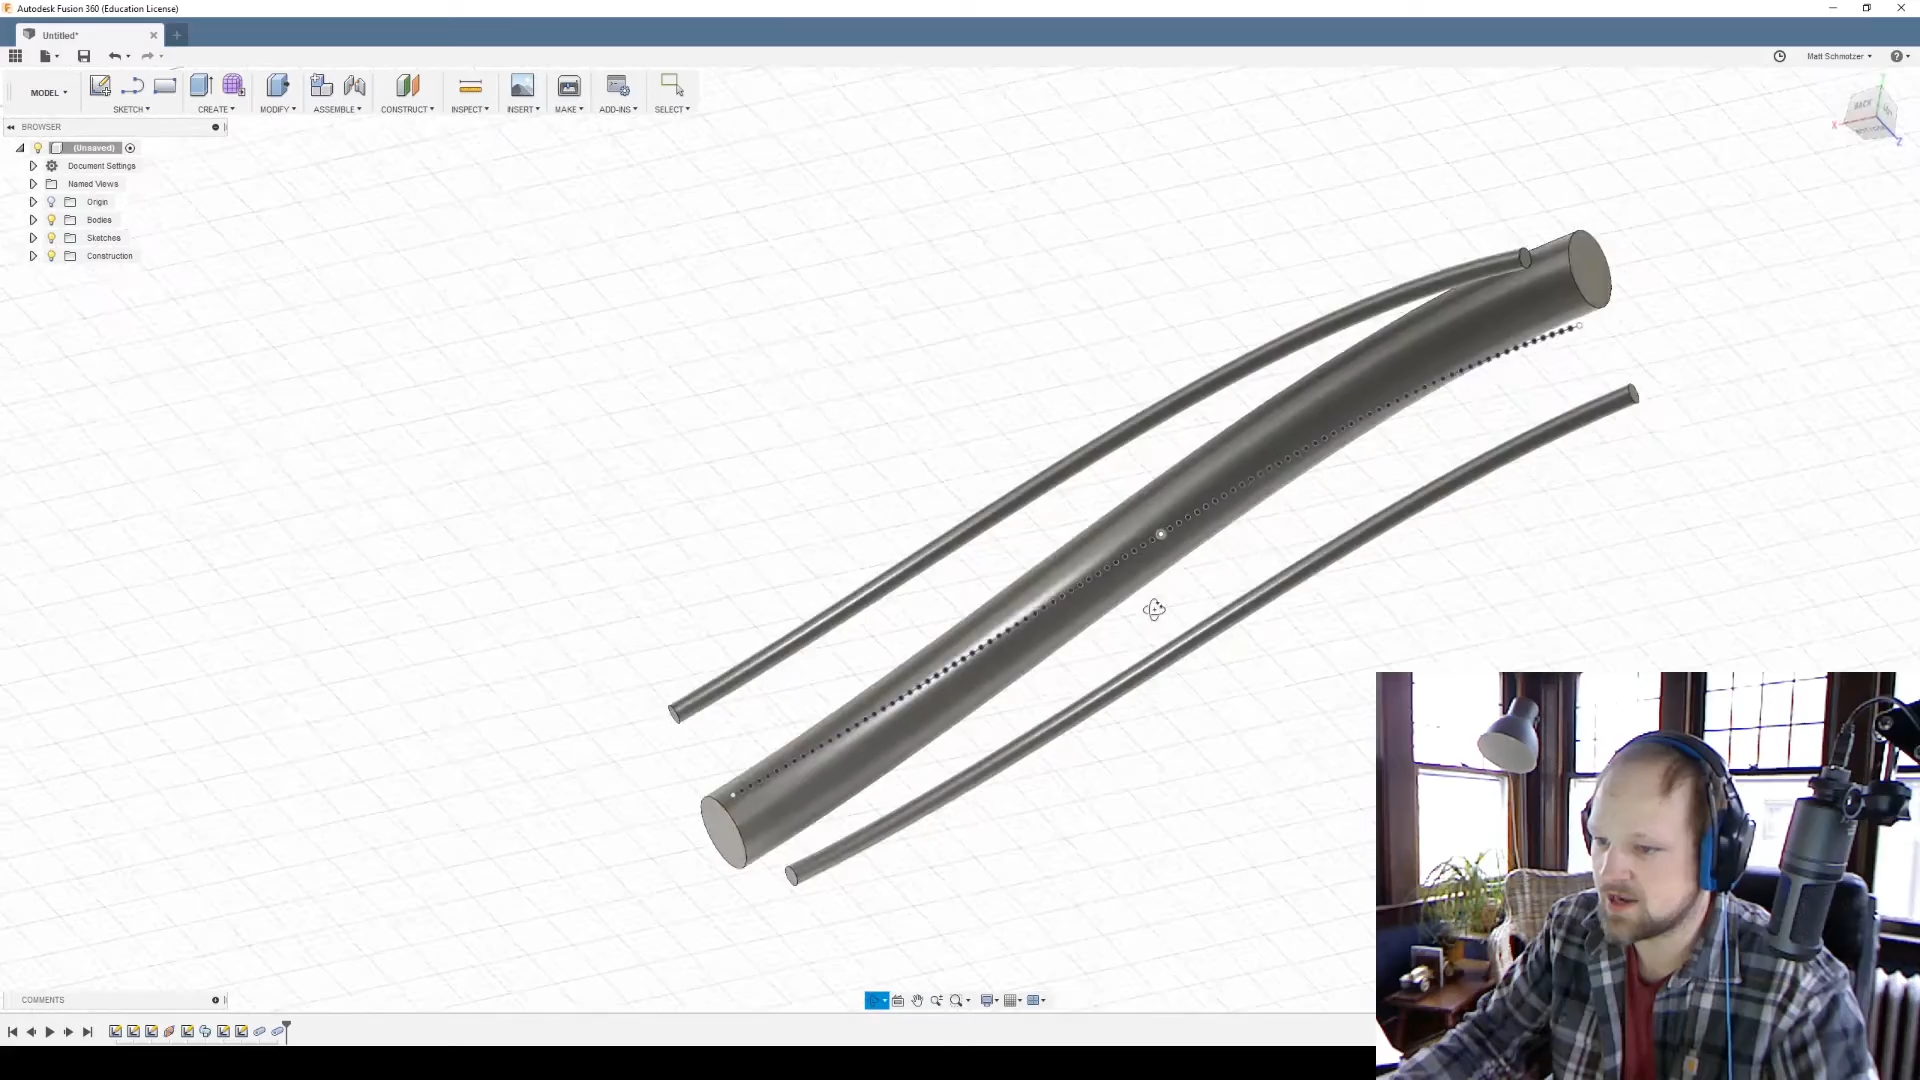 Autodesk Fusion 360 (Education License)
Untitled*
Matt Schmotzer
MODEL
SKETCH
CREATE
MODIFY
ASSEMBLE
CONSTRUCT
INSPECT
INSERT
MAKE
ADD-INS
SELECT
BROWSER
(Unsaved)
Document Settings
Named Views
Origin
Bodies
Sketches
Construction
BACK
X
Z
COMMENTS